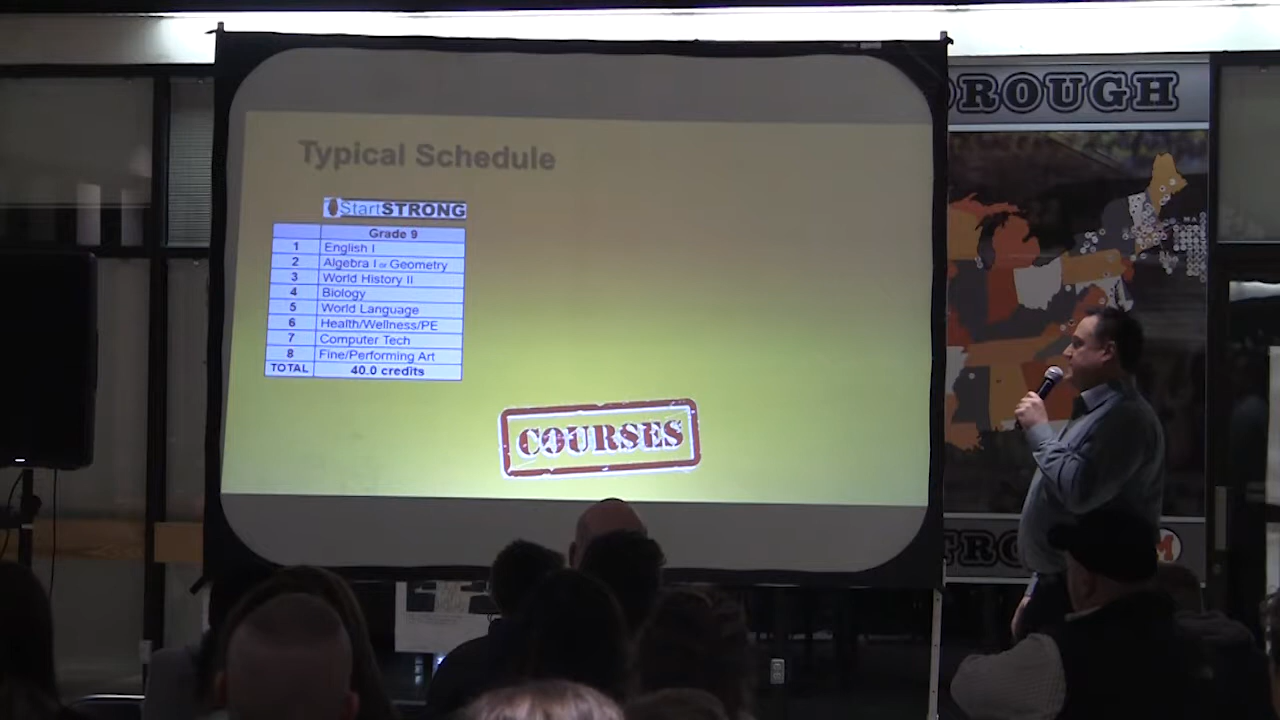 OROUGH
Typical Schedule
StartSTRONG
Grade 9
1 English I
2 Algebra I or Geometry
3 World History II
4 Biology
5 World Language
6 Health/Wellness/PE
7 Computer Tech
8 Fine/Performing Art
TOTAL 40.0 credits
COURSES
TRO
M